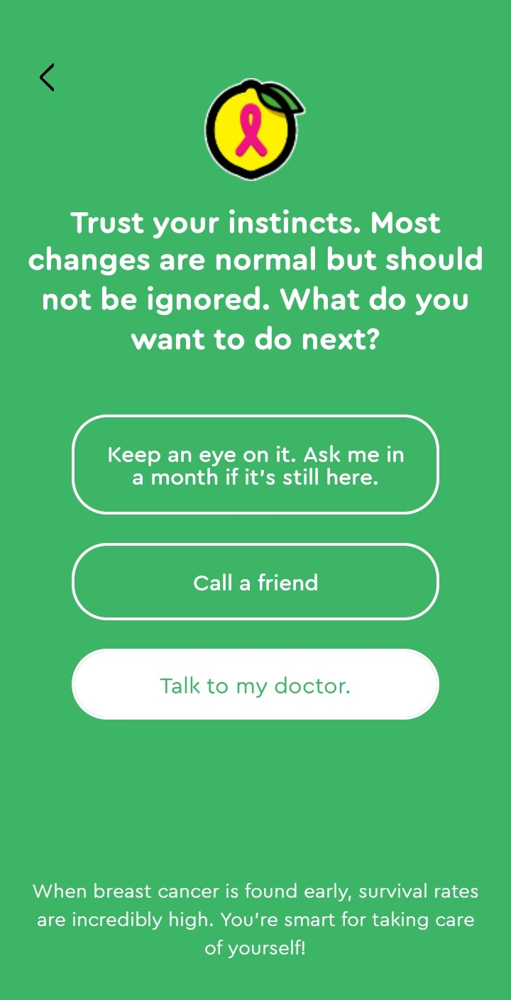 Trust your instincts. Most
changes are normal but should
not be ignored. What do you
want to do next?
Keep an eye on it. Ask me in
a month if it's still here.
Call a friend
Talk to my doctor.
When breast cancer is found early, survival rates
are incredibly high. You're smart for taking care
of yourself!